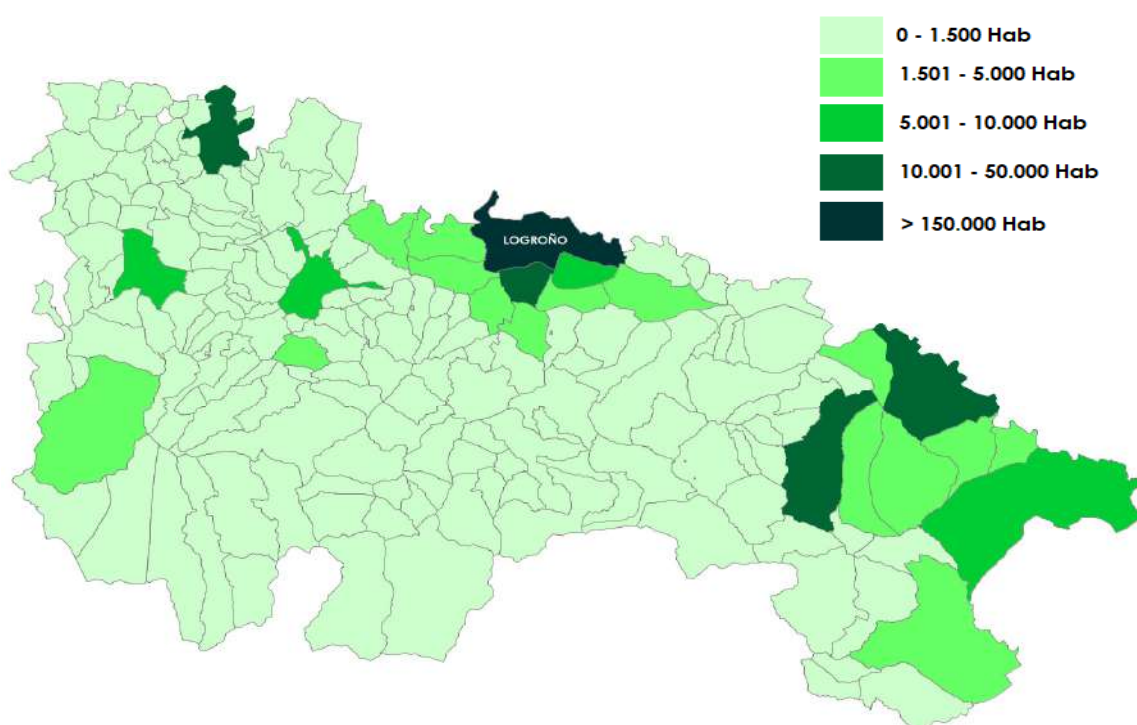 0 - 1.500 Hab
1.501 - 5.000 Hab
5.001 - 10.000 Hab
10.001 - 50.000 Hab
> 150.000 Hab
LOGROÑO